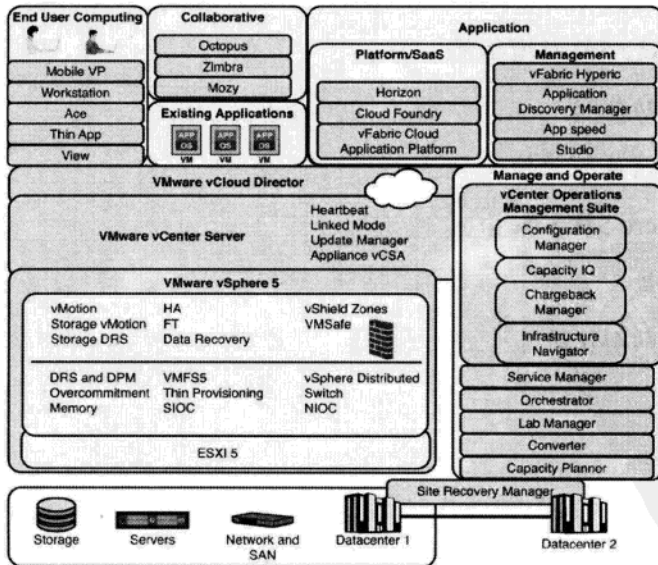 End User Computing
Mobile VP
Workstation
Ace
Thin App
View
Collaborative
Octopus
Zimbra
Mozy
Existing Applications
APP OS APP OS APP OS
VM VM VM
Application
Platform/SaaS
Horizon
Cloud Foundry
vFabric Cloud
Application Platform
Management
vFabric Hyperic
Application
Discovery Manager
App speed
Studio
VMware vCloud Director
VMware vCenter Server
Heartbeat
Linked Mode
Update Manager
Appliance vCSA
VMware vSphere 5
vMotion
Storage vMotion
Storage DRS
HA
FT
Data Recovery
vShield Zones
VMSafe
DRS and DPM
Overcommitment
Memory
VMFS5
Thin Provisioning
SIOC
vSphere Distributed
Switch
NIOC
ESXI 5
Manage and Operate
vCenter Operations
Management Suite
Configuration
Manager
Capacity IQ
Chargeback
Manager
Infrastructure
Navigator
Service Manager
Orchestrator
Lab Manager
Converter
Capacity Planner
Site Recovery Manager
Storage
Servers
Network and
SAN
Datacenter 1
Datacenter 2